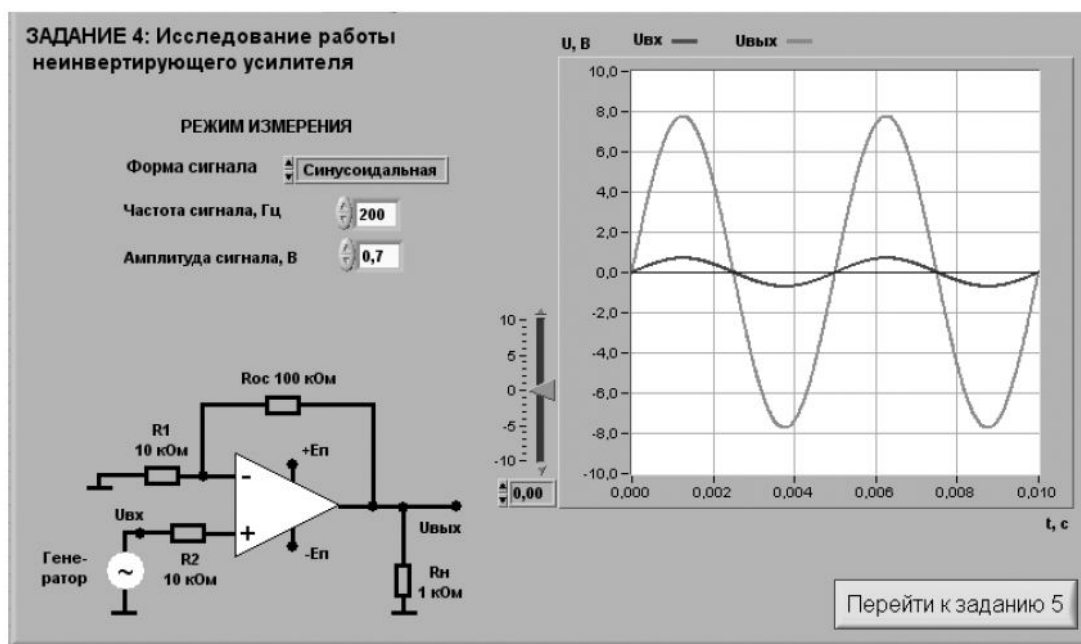 ЗАДАНИЕ 4: Исследование работы
неинвертирующего усилителя
РЕЖИМ ИЗМЕРЕНИЯ
Форма сигнала Синусоидальная
Частота сигнала, Гц 200
Амплитуда сигнала, В 0,7
U, В Uвх Uвых
10,0
8,0
6,0
4,0
2,0
0,0
-2,0
-4,0
-6,0
-8,0
-10,0
0,000 0,002 0,004 0,006 0,008 0,010
t, с
10
5
0
-5
-10
0,00
Rос 100 кОм
R1
10 кОм
+Еп
-
+
-Еп
Uвх
R2
10 кОм
Гене-
ратор
~
Uвых
Rн
1 кОм
Перейти к заданию 5